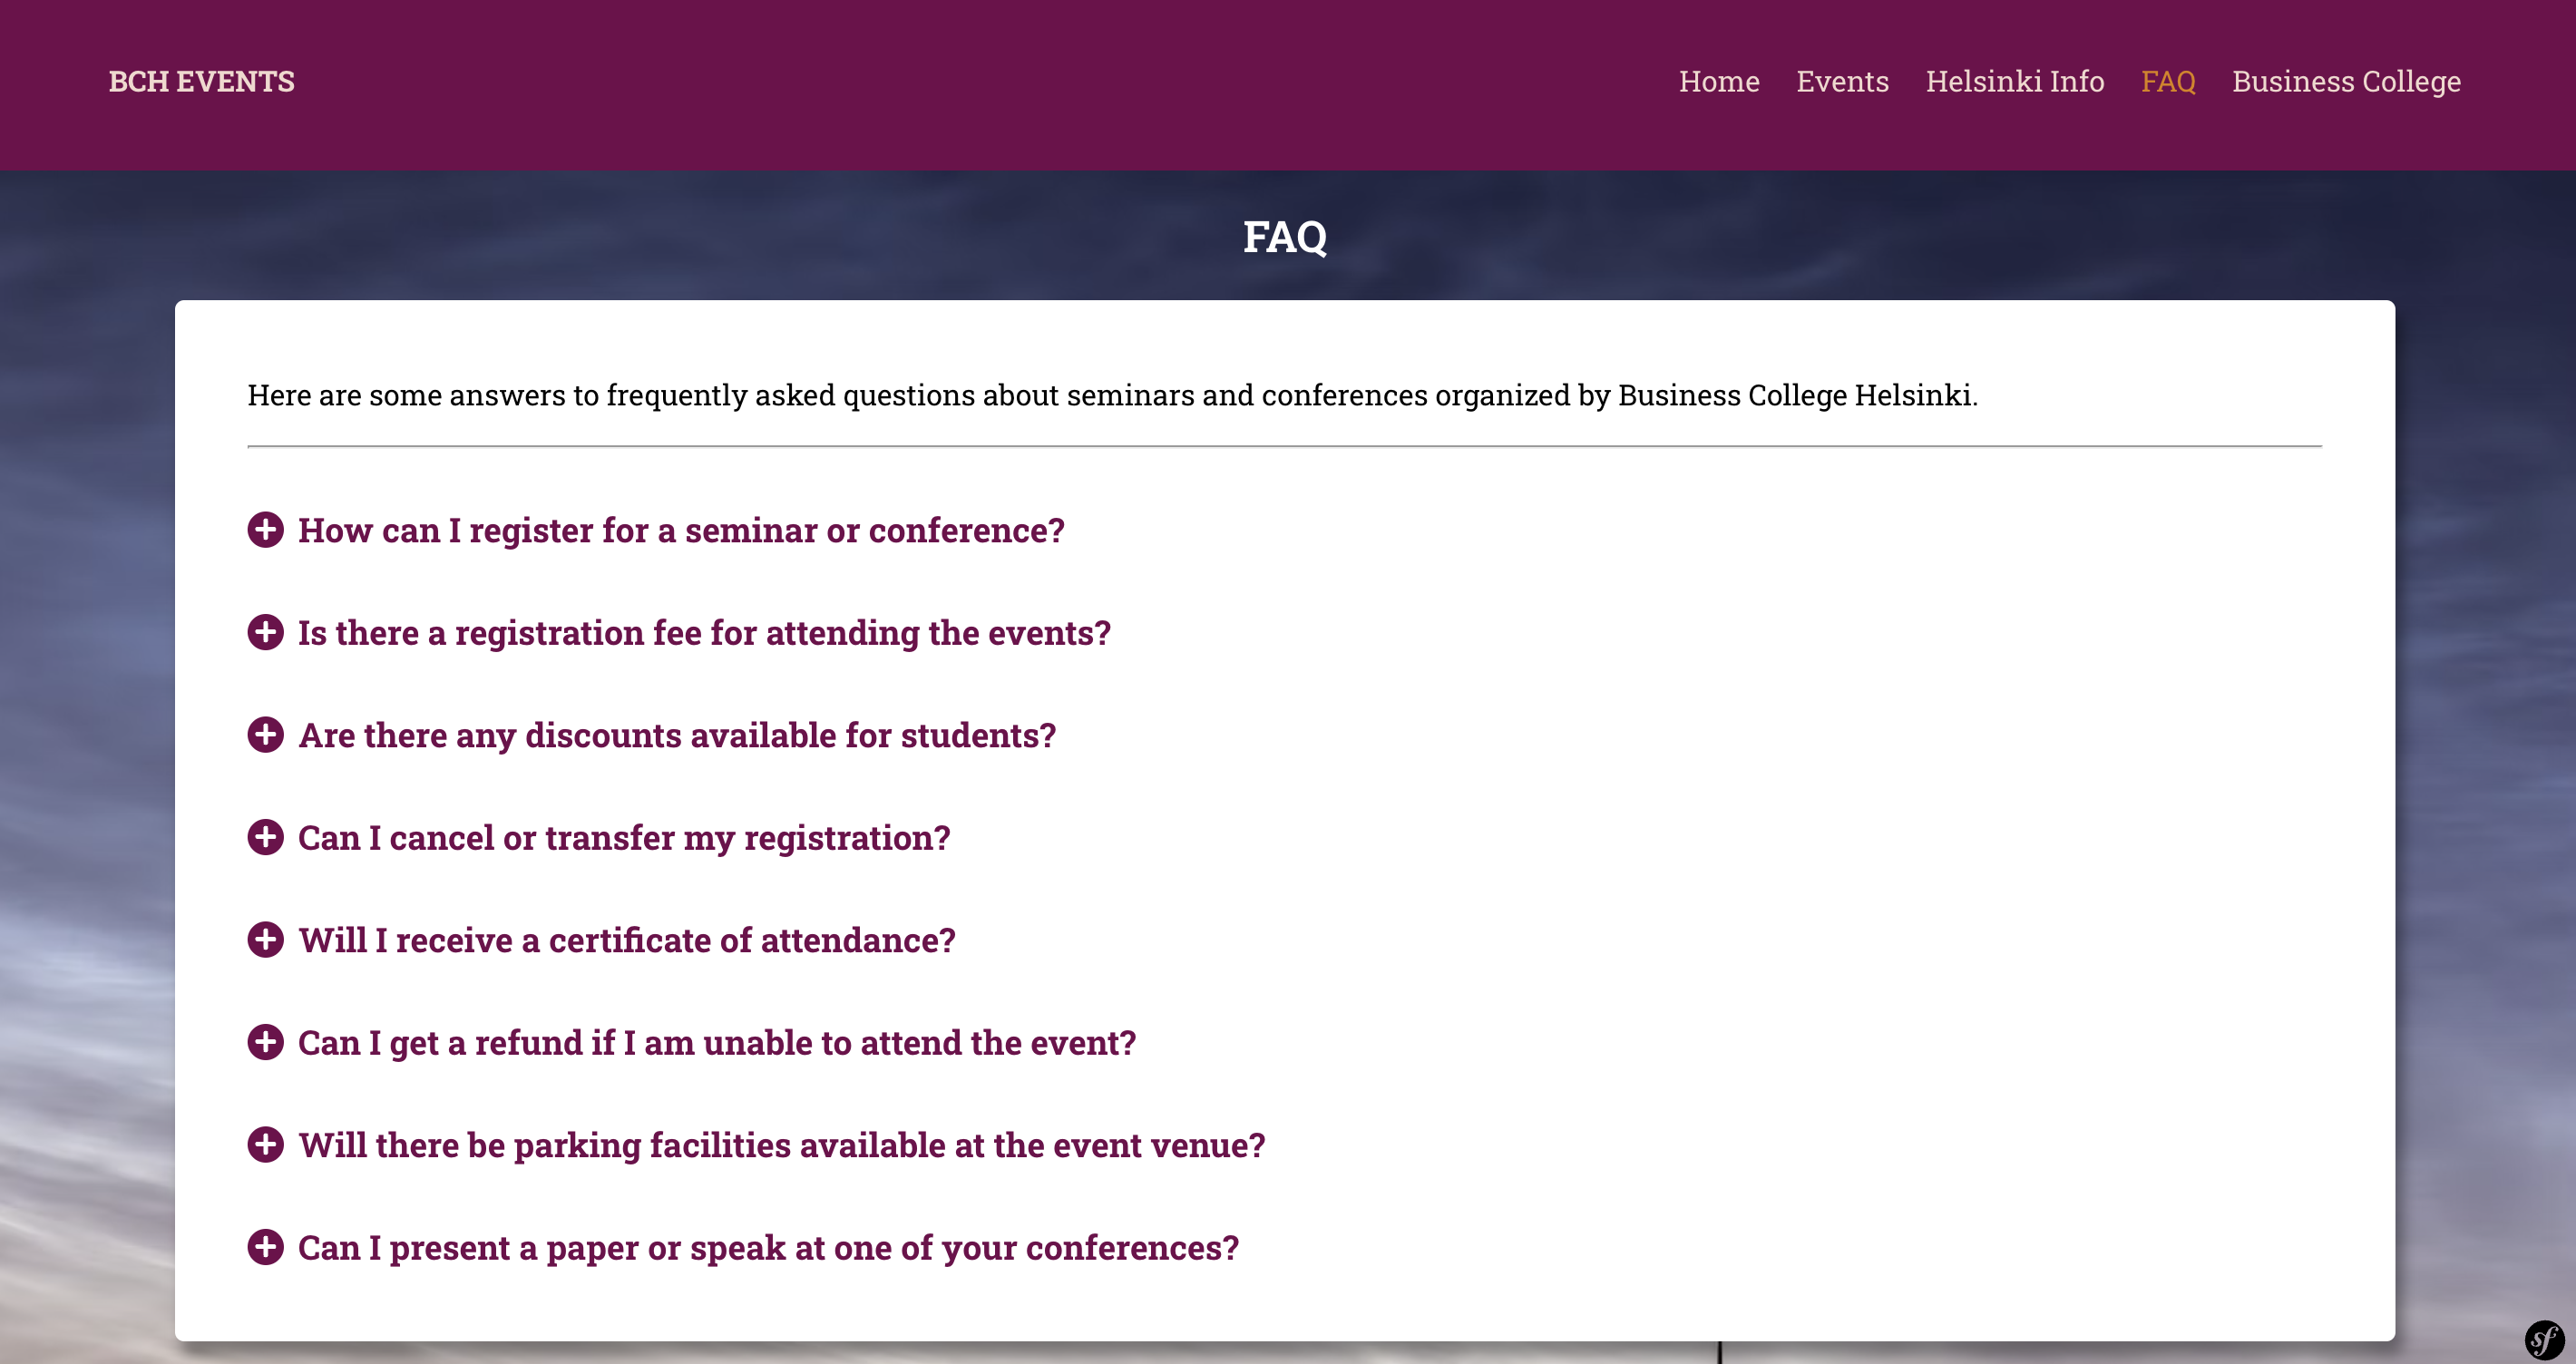 BCH EVENTS
Home Events Helsinki Info FAQ Business College
FAQ
Here are some answers to frequently asked questions about seminars and conferences organized by Business College Helsinki.
How can I register for a seminar or conference?
Is there a registration fee for attending the events?
Are there any discounts available for students?
Can I cancel or transfer my registration?
Will I receive a certificate of attendance?
Can I get a refund if I am unable to attend the event?
Will there be parking facilities available at the event venue?
Can I present a paper or speak at one of your conferences?
sf